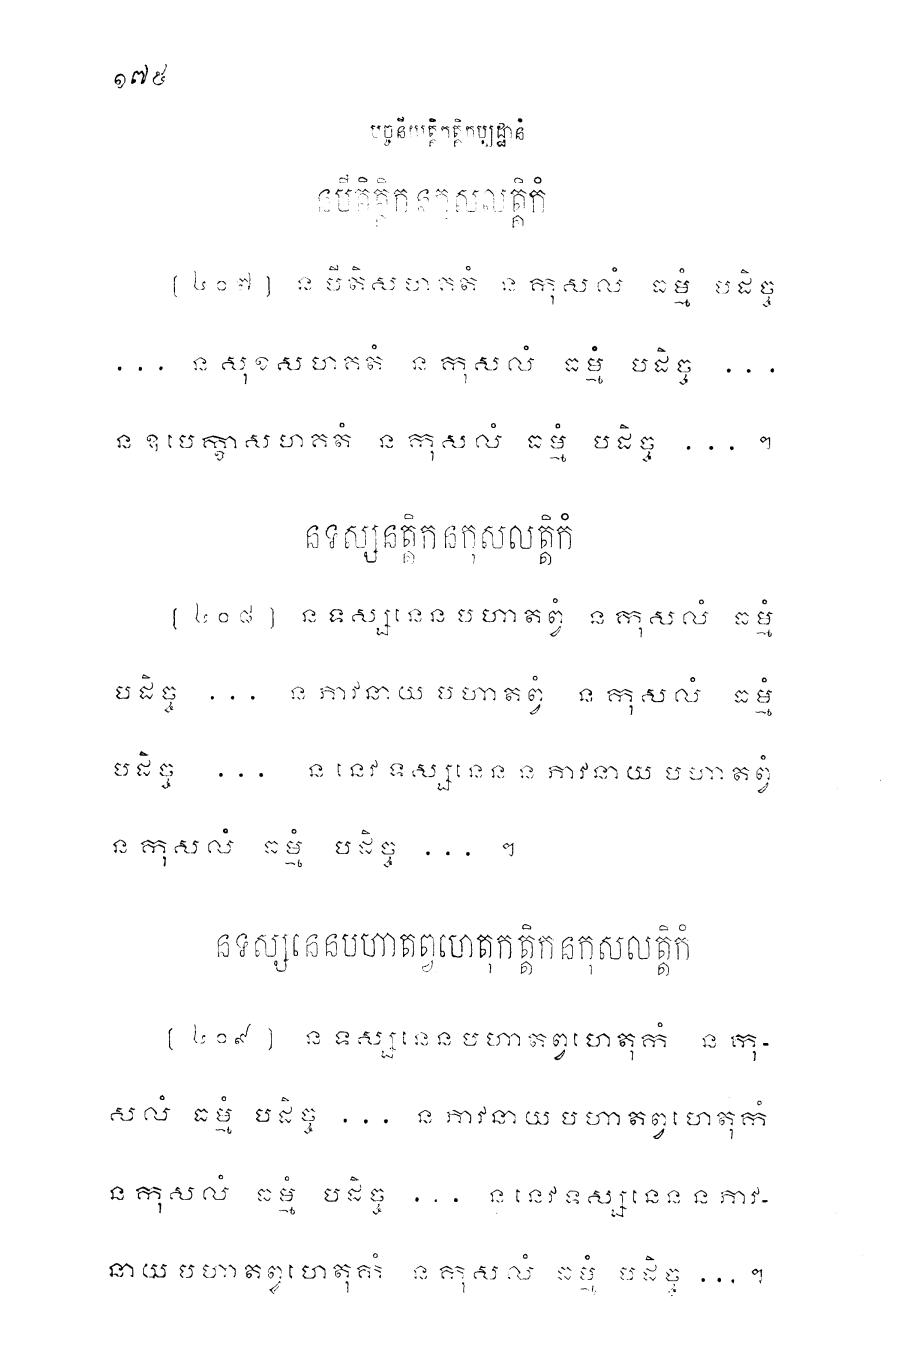 ១៧៥
បច្ចនីយត្តិកត្តិកប្បដ្ឋានំ
នបីតិត្តិកនកុសលត្តិកំ
[៤០៧] ន បីតិសហគតំ ន កុសលំ ធម្មំ បដិច្ច
... ន សុខសហគតំ ន កុសលំ ធម្មំ បដិច្ច ...
ន ឧបេក្ខាសហគតំ ន កុសលំ ធម្មំ បដិច្ច ... ។
នទស្សនត្តិកនកុសលត្តិកំ
[៤០៨] ន ទស្សនេន បហាតព្វំ ន កុសលំ ធម្មំ
បដិច្ច ... ន ភាវនាយ បហាតព្វំ ន កុសលំ ធម្មំ
បដិច្ច ... ន នេវ ទស្សនេន ន ភាវនាយ បហាតព្វំ
ន កុសលំ ធម្មំ បដិច្ច ... ។
នទស្សនេនបហាតព្វហេតុកត្តិកនកុសលត្តិកំ
[៤០៩] ន ទស្សនេន បហាតព្វហេតុកំ ន កុ-
សលំ ធម្មំ បដិច្ច ... ន ភាវនាយ បហាតព្វហេតុកំ
ន កុសលំ ធម្មំ បដិច្ច ... ន នេវ ទស្សនេន ន ភាវ-
នាយ បហាតព្វហេតុកំ ន កុសលំ ធម្មំ បដិច្ច ... ។